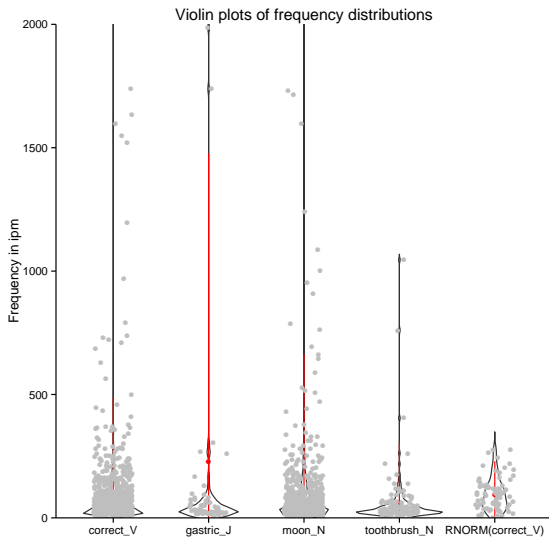 Violin plots of frequency distributions
2000
1500
1000
500
0
Frequency in ipm
correct_V
gastric_J
moon_N
toothbrush_N
RNORM(correct_V)